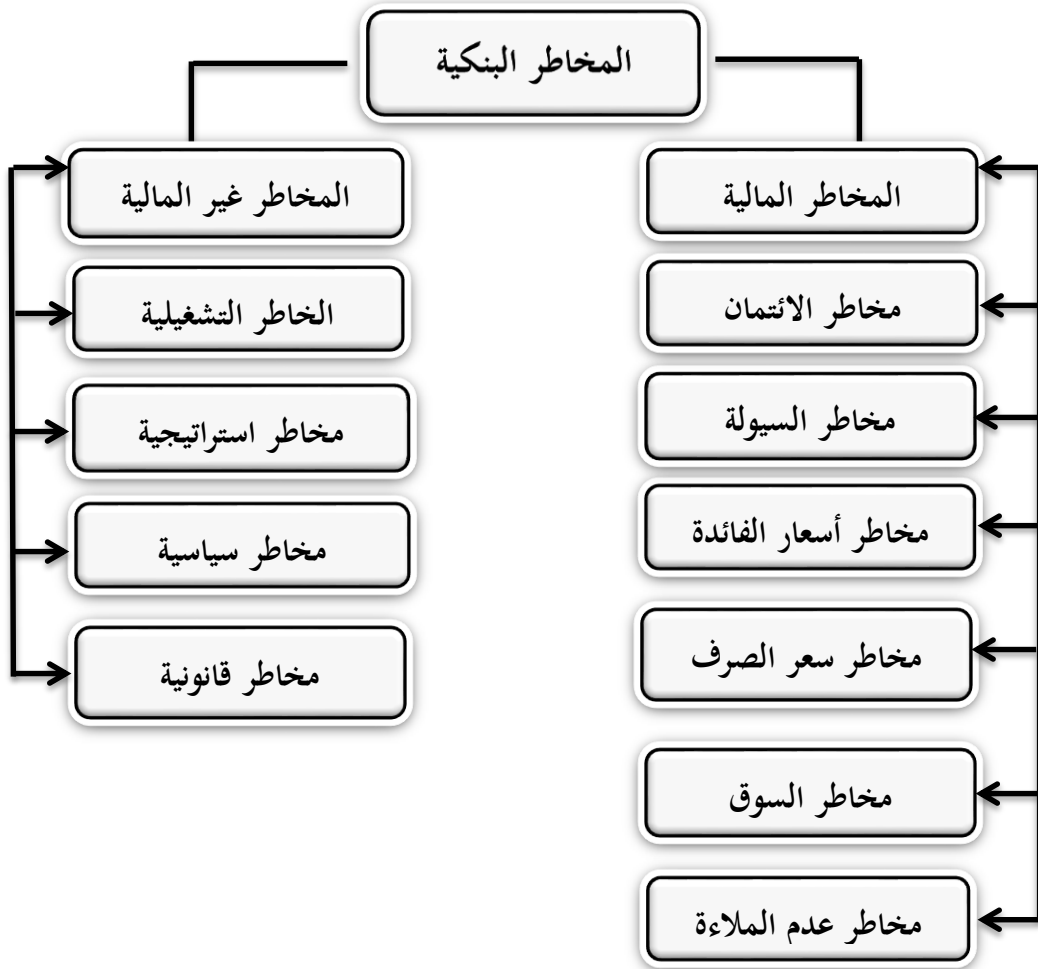 المخاطر البنكية
المخاطر المالية
مخاطر الائتمان
مخاطر السيولة
مخاطر أسعار الفائدة
مخاطر سعر الصرف
مخاطر السوق
مخاطر عدم الملاءة
المخاطر غير المالية
الخاطر التشغيلية
مخاطر استراتيجية
مخاطر سياسية
مخاطر قانونية